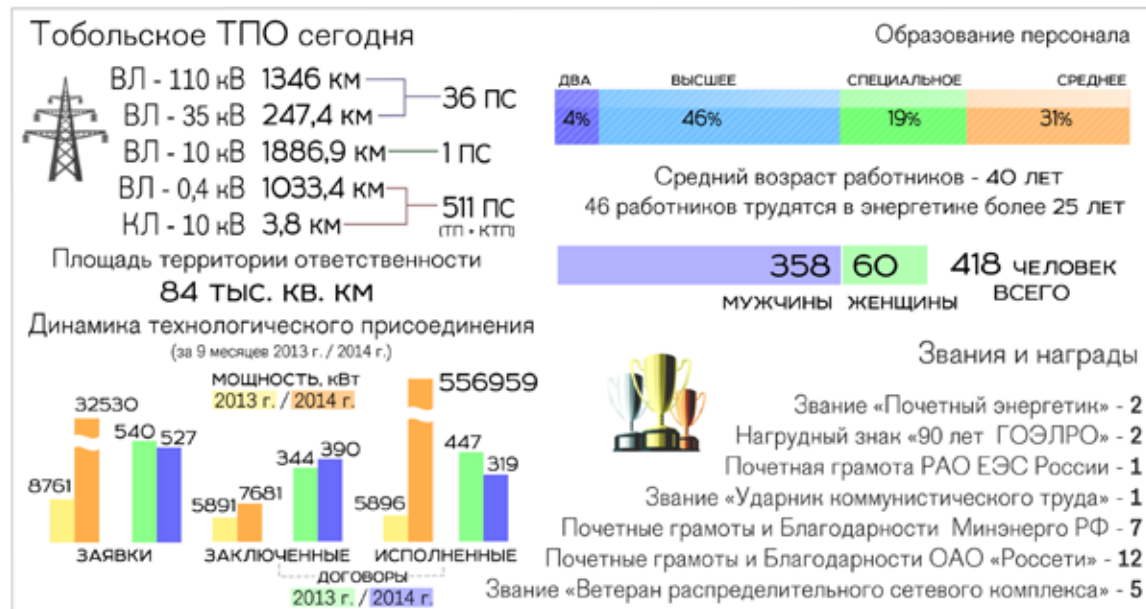 Тобольское ТПО сегодня
ВЛ - 110 кВ 1346 км
ВЛ - 35 кВ 247,4 км
36 ПС
ВЛ - 10 кВ 1886,9 км
1 ПС
ВЛ - 0,4 кВ 1033,4 км
КЛ - 10 кВ 3,8 км
511 ПС
(ТП + КТП)
Площадь территории ответственности
84 тыс. кв. км
Динамика технологического присоединения
(за 9 месяцев 2013 г. / 2014 г.)
МОЩНОСТЬ, кВт
2013 г. / 2014 г.
32530
540
527
8761
ЗАЯВКИ
5891
7681
344
390
ЗАКЛЮЧЕННЫЕ
556959
447
319
5896
ИСПОЛНЕННЫЕ
ДОГОВОРЫ
2013 г. / 2014 г.
Образование персонала
ДВА ВЫСШЕЕ СПЕЦИАЛЬНОЕ СРЕДНЕЕ
4% 46% 19% 31%
Средний возраст работников - 40 лет
46 работников трудятся в энергетике более 25 лет
358 60
МУЖЧИНЫ ЖЕНЩИНЫ
418 человек
всего
Звания и награды
Звание «Почетный энергетик» - 2
Нагрудный знак «90 лет ГОЭЛРО» - 2
Почетная грамота РАО ЕЭС России - 1
Звание «Ударник коммунистического труда» - 1
Почетные грамоты и Благодарности Минэнерго РФ - 7
Почетные грамоты и Благодарности ОАО «Россети» - 12
Звание «Ветеран распределительного сетевого комплекса» - 5